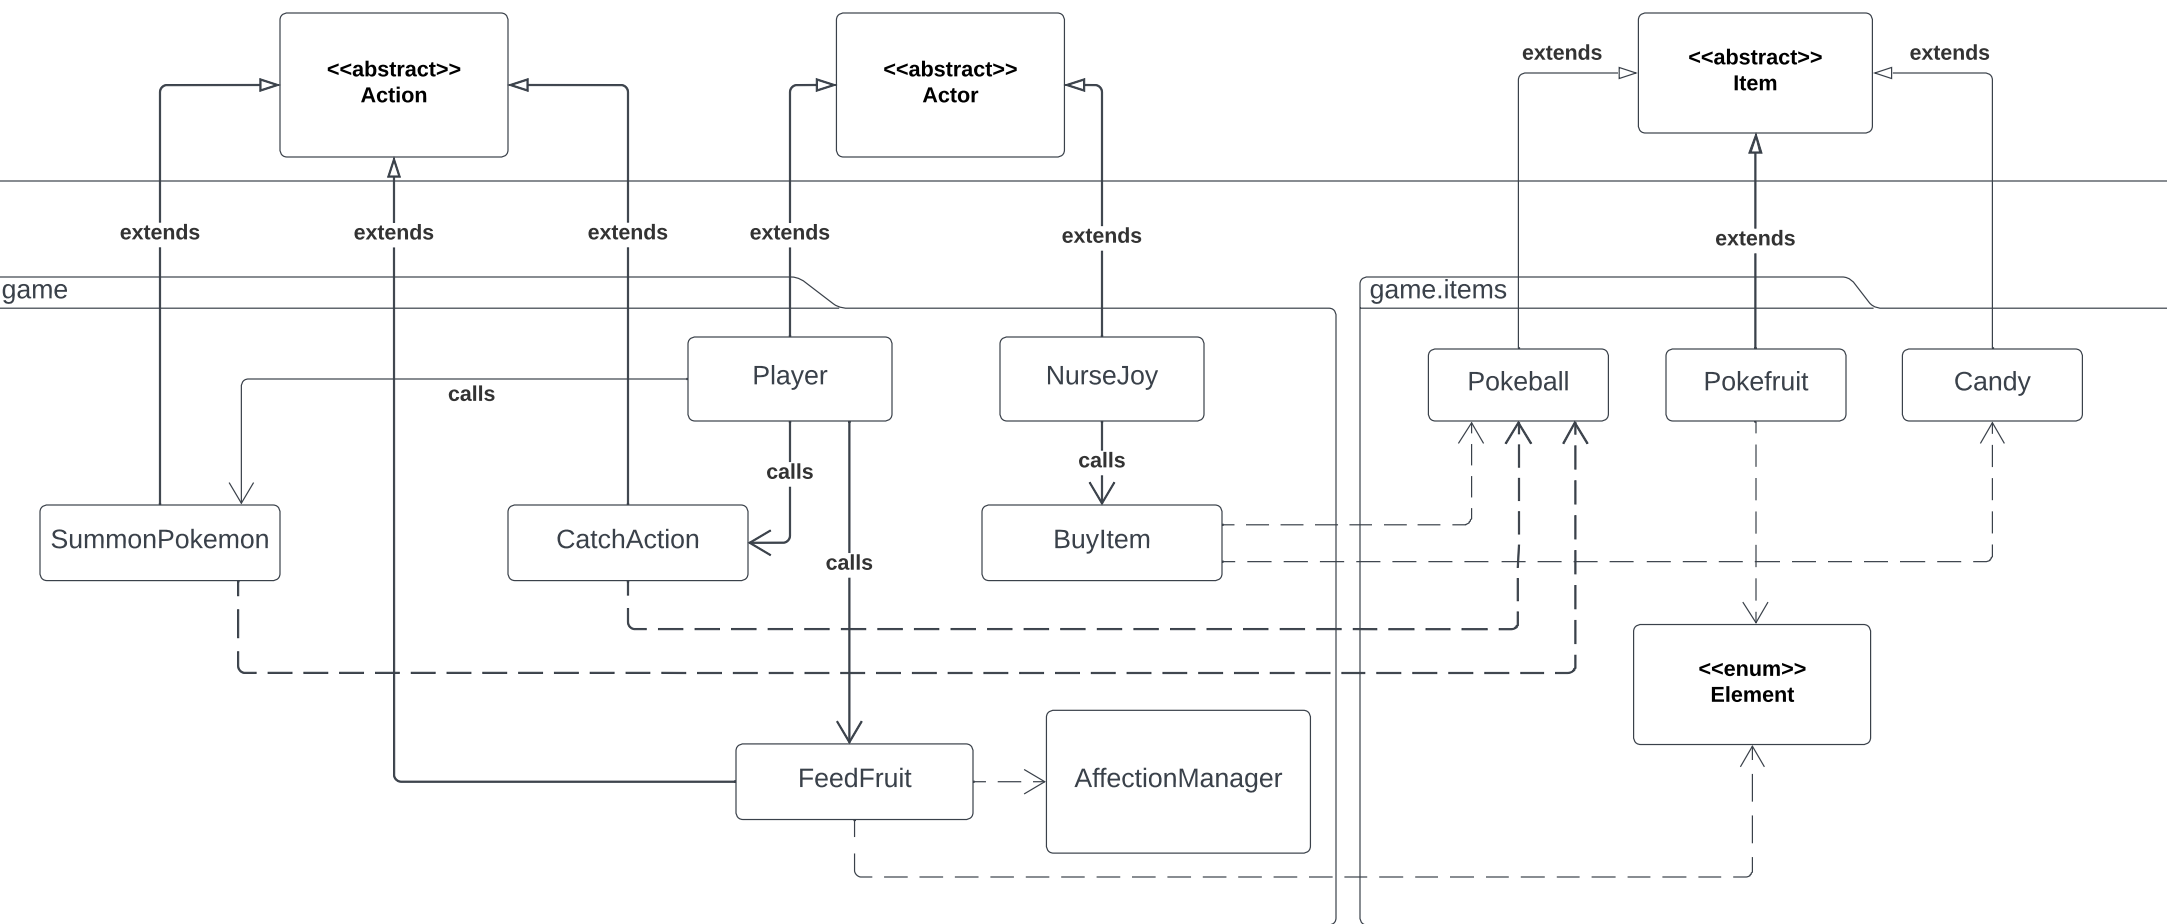 <<abstract>>
Action
<<abstract>>
Actor
extends
<<abstract>>
Item
extends
extends
extends
extends
extends
extends
extends
game
game.items
Player
NurseJoy
Pokeball
Pokefruit
Candy
calls
calls
calls
SummonPokemon
CatchAction
calls
BuyItem
<<enum>>
Element
FeedFruit
AffectionManager